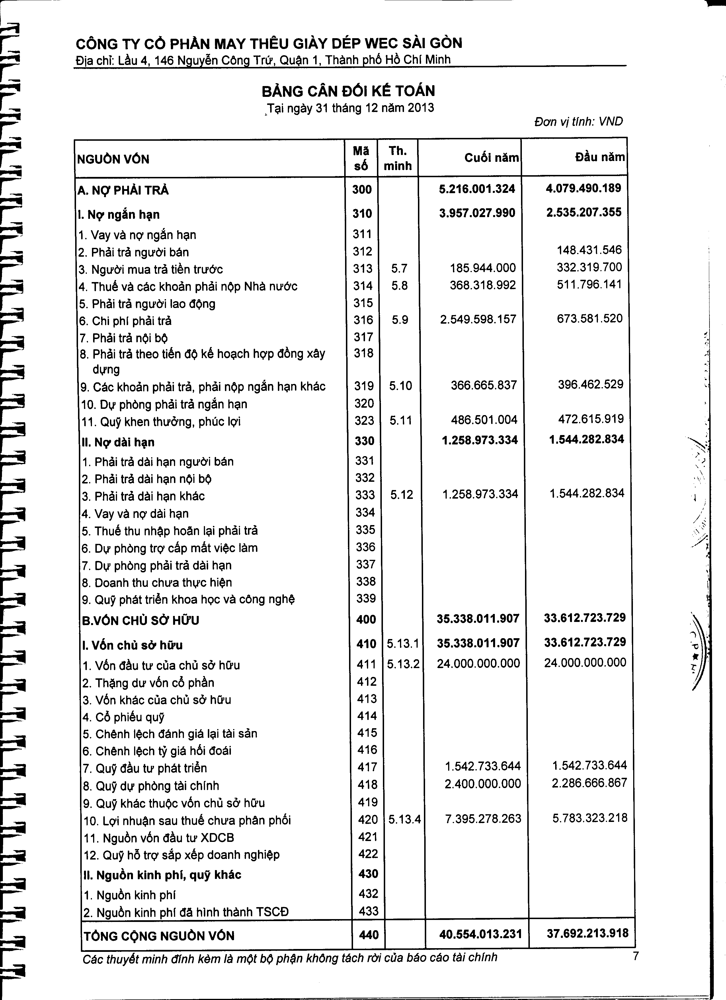 CÔNG TY CỔ PHẦN MAY THÊU GIÀY DÉP WEC SÀI GÒN
Địa chỉ: Lầu 4, 146 Nguyễn Công Trứ, Quận 1, Thành phố Hồ Chí Minh
BẢNG CÂN ĐỐI KẾ TOÁN
Tại ngày 31 tháng 12 năm 2013
Đơn vị tính: VND
NGUỒN VỐN Mã số Th. minh Cuối năm Đầu năm
A. NỢ PHẢI TRẢ 300 5.216.001.324 4.079.490.189
I. Nợ ngắn hạn 310 3.957.027.990 2.535.207.355
1. Vay và nợ ngắn hạn 311
2. Phải trả người bán 312 148.431.546
3. Người mua trả tiền trước 313 5.7 185.944.000 332.319.700
4. Thuế và các khoản phải nộp Nhà nước 314 5.8 368.318.992 511.796.141
5. Phải trả người lao động 315
6. Chi phí phải trả 316 5.9 2.549.598.157 673.581.520
7. Phải trả nội bộ 317
8. Phải trả theo tiến độ kế hoạch hợp đồng xây 318
dựng
9. Các khoản phải trả, phải nộp ngắn hạn khác 319 5.10 366.665.837 396.462.529
10. Dự phòng phải trả ngắn hạn 320
11. Quỹ khen thưởng, phúc lợi 323 5.11 486.501.004 472.615.919
II. Nợ dài hạn 330 1.258.973.334 1.544.282.834
1. Phải trả dài hạn người bán 331
2. Phải trả dài hạn nội bộ 332
3. Phải trả dài hạn khác 333 5.12 1.258.973.334 1.544.282.834
4. Vay và nợ dài hạn 334
5. Thuế thu nhập hoãn lại phải trả 335
6. Dự phòng trợ cấp mất việc làm 336
7. Dự phòng phải trả dài hạn 337
8. Doanh thu chưa thực hiện 338
9. Quỹ phát triển khoa học và công nghệ 339
B.VỐN CHỦ SỞ HỮU 400 35.338.011.907 33.612.723.729
I. Vốn chủ sở hữu 410 5.13.1 35.338.011.907 33.612.723.729
1. Vốn đầu tư của chủ sở hữu 411 5.13.2 24.000.000.000 24.000.000.000
2. Thặng dư vốn cổ phần 412
3. Vốn khác của chủ sở hữu 413
4. Cổ phiếu quỹ 414
5. Chênh lệch đánh giá lại tài sản 415
6. Chênh lệch tỷ giá hối đoái 416
7. Quỹ đầu tư phát triển 417 1.542.733.644 1.542.733.644
8. Quỹ dự phòng tài chính 418 2.400.000.000 2.286.666.867
9. Quỹ khác thuộc vốn chủ sở hữu 419
10. Lợi nhuận sau thuế chưa phân phối 420 5.13.4 7.395.278.263 5.783.323.218
11. Nguồn vốn đầu tư XDCB 421
12. Quỹ hỗ trợ sắp xếp doanh nghiệp 422
II. Nguồn kinh phí, quỹ khác 430
1. Nguồn kinh phí 432
2. Nguồn kinh phí đã hình thành TSCĐ 433
TỔNG CỘNG NGUỒN VỐN 440 40.554.013.231 37.692.213.918
Các thuyết minh đính kèm là một bộ phận không tách rời của báo cáo tài chính 7